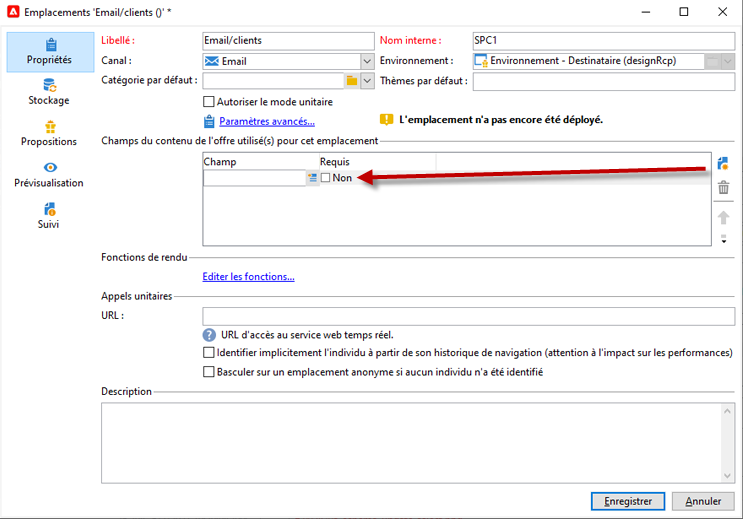 Emplacements 'Email/clients ()' *
Propriétés
Stockage
Propositions
Prévisualisation
Suivi
Libellé : Email/clients Nom interne : SPC1
Canal : Email Environnement : Environnement - Destinataire (designRcp)
Catégorie par défaut : Thèmes par défaut :
Autoriser le mode unitaire
Paramètres avancés... L'emplacement n'a pas encore été déployé.
Champs du contenu de l'offre utilisé(s) pour cet emplacement
Champ Requis
Non
Fonctions de rendu
Editer les fonctions...
Appels unitaires
URL :
? URL d'accès au service web temps réel.
Identifier implicitement l'individu à partir de son historique de navigation (attention à l'impact sur les performances)
Basculer sur un emplacement anonyme si aucun individu n'a été identifié
Description
Enregistrer Annuler